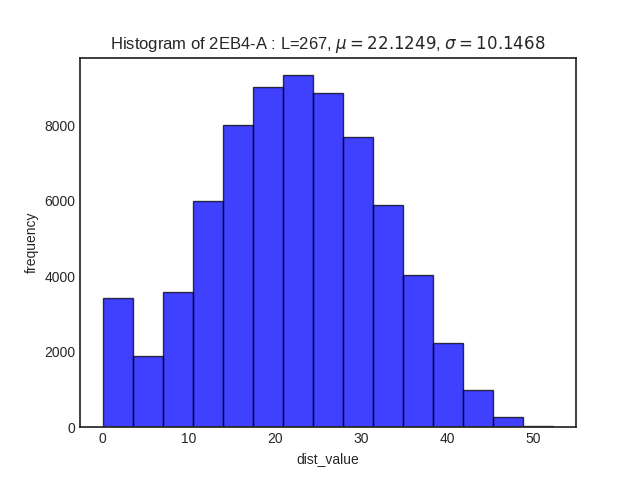 Histogram of 2EB4-A : L=267, μ = 22.1249, σ = 10.1468
8000
6000
4000
2000
0
frequency
0 10 20 30 40 50
dist_value